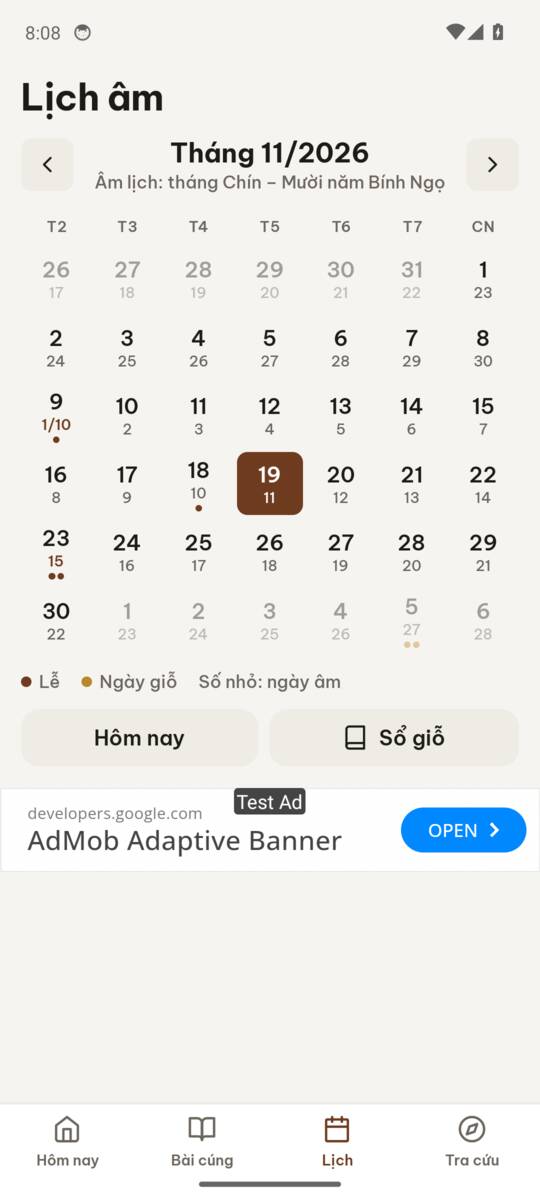 8:08
Lịch âm
Tháng 11/2026
Âm lịch: tháng Chín – Mười năm Bính Ngọ
T2 T3 T4 T5 T6 T7 CN
26 27 28 29 30 31 1
17 18 19 20 21 22 23
2 3 4 5 6 7 8
24 25 26 27 28 29 30
9 10 11 12 13 14 15
1/10 2 3 4 5 6 7
16 17 18 19 20 21 22
8 9 10 11 12 13 14
23 24 25 26 27 28 29
15 16 17 18 19 20 21
30 1 2 3 4 5 6
22 23 24 25 26 27 28
Lễ Ngày giỗ Số nhỏ: ngày âm
Hôm nay Sổ giỗ
Test Ad
developers.google.com
AdMob Adaptive Banner
OPEN
Hôm nay Bài cúng Lịch Tra cứu